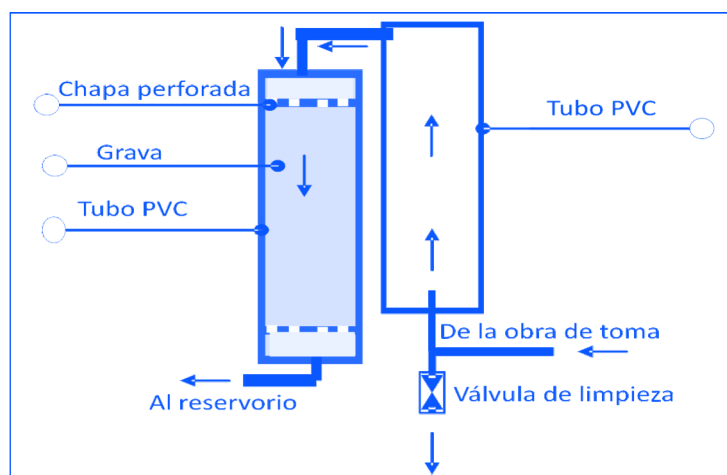 Chapa perforada
Tubo PVC
Grava
Tubo PVC
De la obra de toma
Al reservorio
Válvula de limpieza